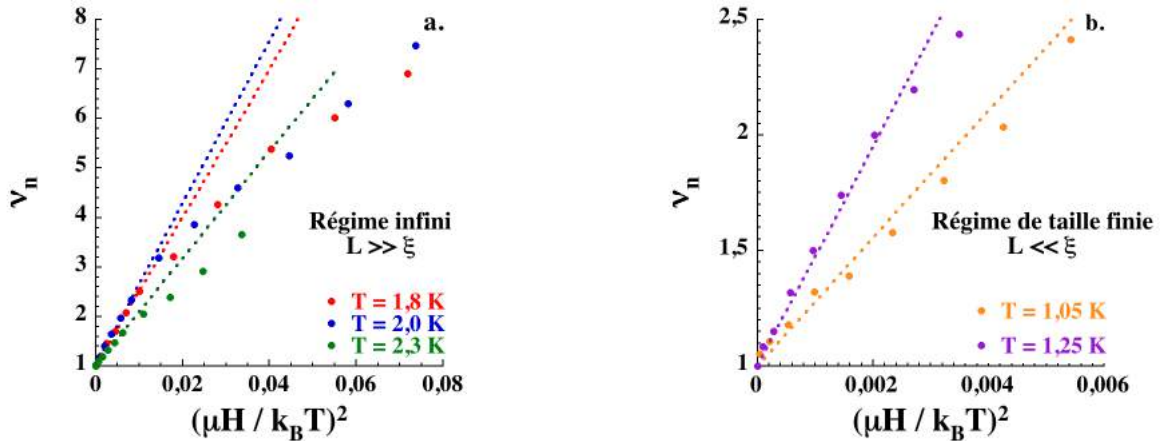 a.
8
7
6
5
4
3
2
1
0
0,02
0,04
0,06
0,08
ν_n
(μH / k_BT)^2
Régime infini
L >> ξ
T = 1,8 K
T = 2,0 K
T = 2,3 K
b.
2,5
2
1,5
1
0
0,002
0,004
0,006
ν_n
(μH / k_BT)^2
Régime de taille finie
L << ξ
T = 1,05 K
T = 1,25 K